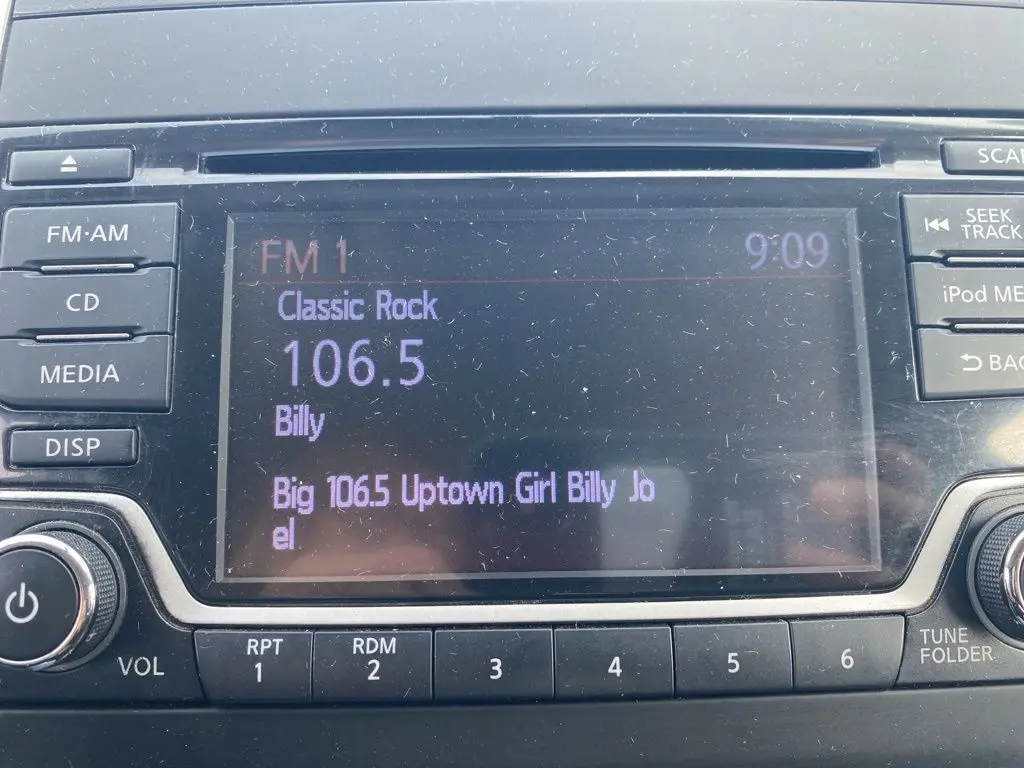 SCAN
FM·AM
SEEK
TRACK
FM 1
9:09
CD
Classic Rock
iPod ME
106.5
MEDIA
BAC
Billy
DISP
Big 106.5 Uptown Girl Billy Jo
el
VOL
RPT
1
RDM
2
3
4
5
6
TUNE
FOLDER